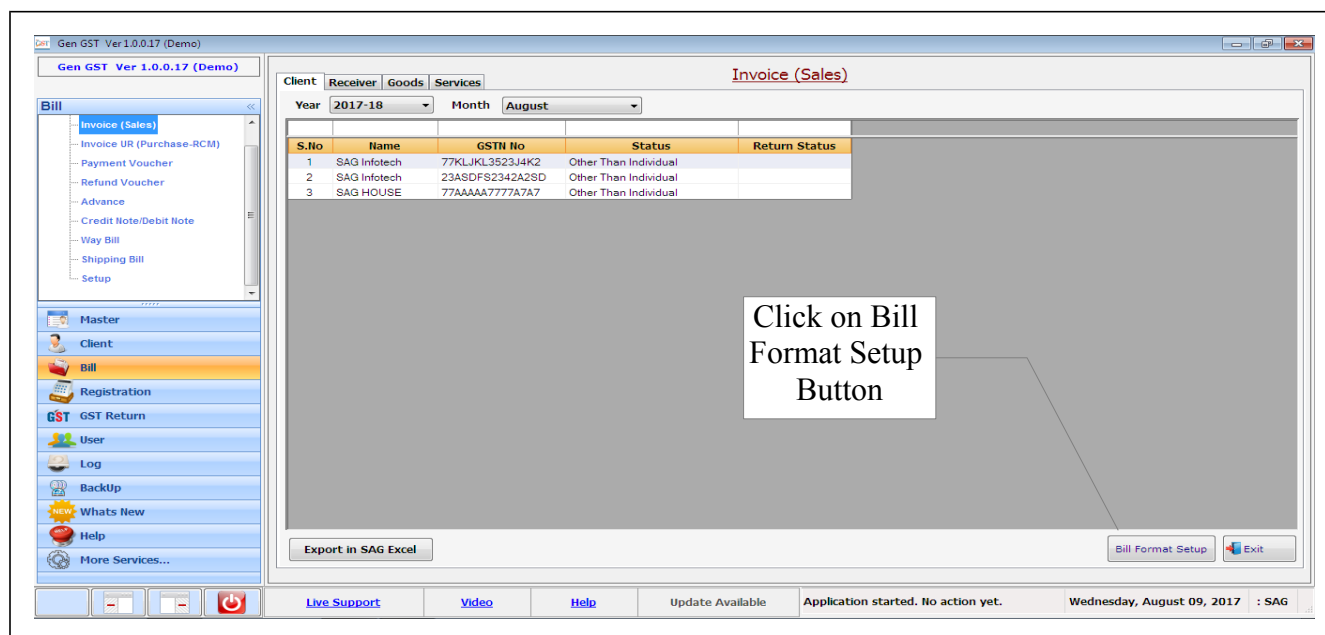 Gen GST Ver 1.0.0.17 (Demo)
Gen GST Ver 1.0.0.17 (Demo)
Bill
Invoice (Sales)
Invoice UR (Purchase-RCM)
Payment Voucher
Refund Voucher
Advance
Credit Note/Debit Note
Way Bill
Shipping Bill
Setup
Master
Client
Bill
Registration
GST GST Return
User
Log
BackUp
NEW Whats New
Help
More Services...
Invoice (Sales)
Client Receiver Goods Services
Year 2017-18 Month August
S.No Name GSTN No Status Return Status
1 SAG Infotech 77KLJKL3523J4K2 Other Than Individual
2 SAG Infotech 23ASDFS2342A2SD Other Than Individual
3 SAG HOUSE 77AAAAA7777A7A7 Other Than Individual
Click on Bill
Format Setup
Button
Export in SAG Excel Bill Format Setup Exit
Live Support Video Help Update Available Application started. No action yet. Wednesday, August 09, 2017 : SAG